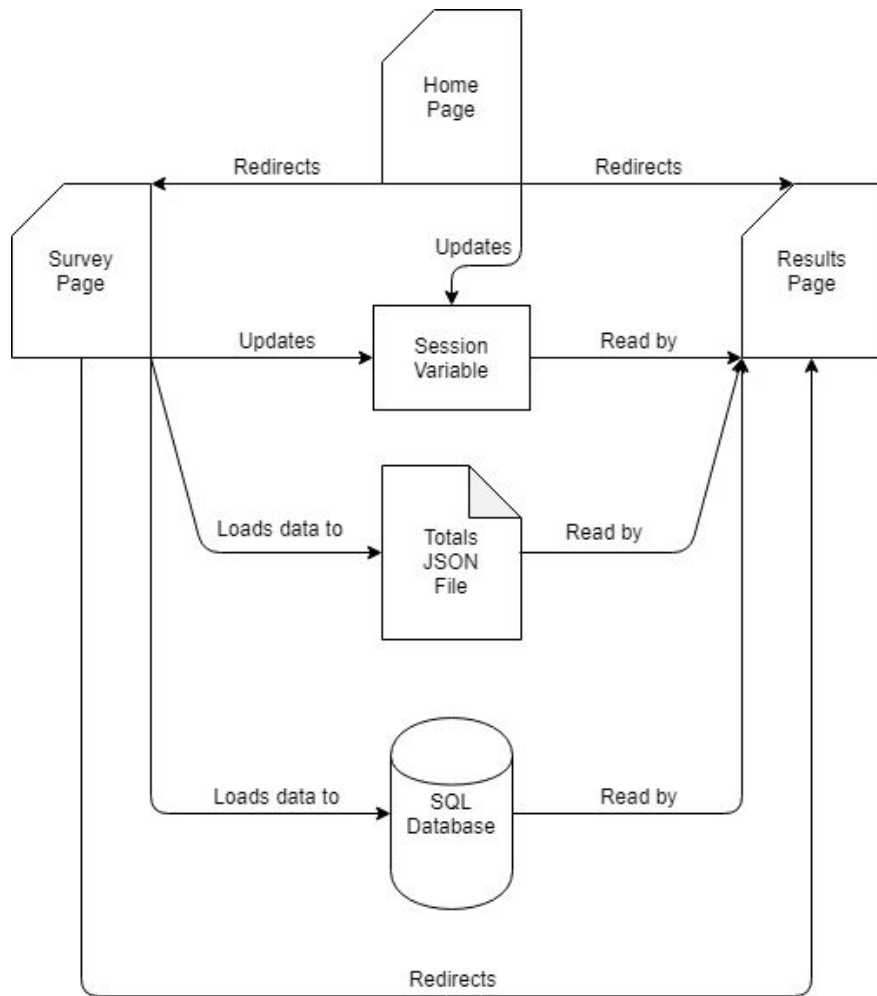 Home
Page
Redirects
Redirects
Survey
Page
Updates
Results
Page
Updates
Session
Variable
Read by
Loads data to
Totals
JSON
File
Read by
Loads data to
SQL
Database
Read by
Redirects